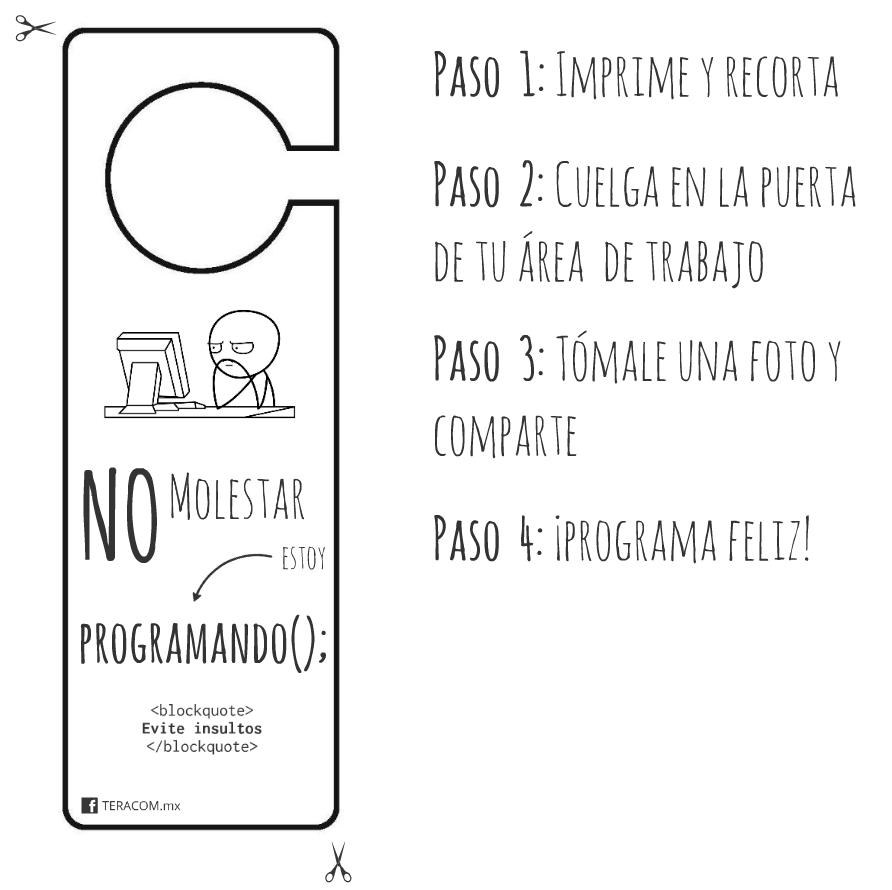 NO Molestar
estoy
programando();
<blockquote>
Evite insultos
</blockquote>
f TERACOM.mx
Paso 1: Imprime y recorta
Paso 2: Cuelga en la puerta
de tu área de trabajo
Paso 3: Tómale una foto y
comparte
Paso 4: ¡programa feliz!